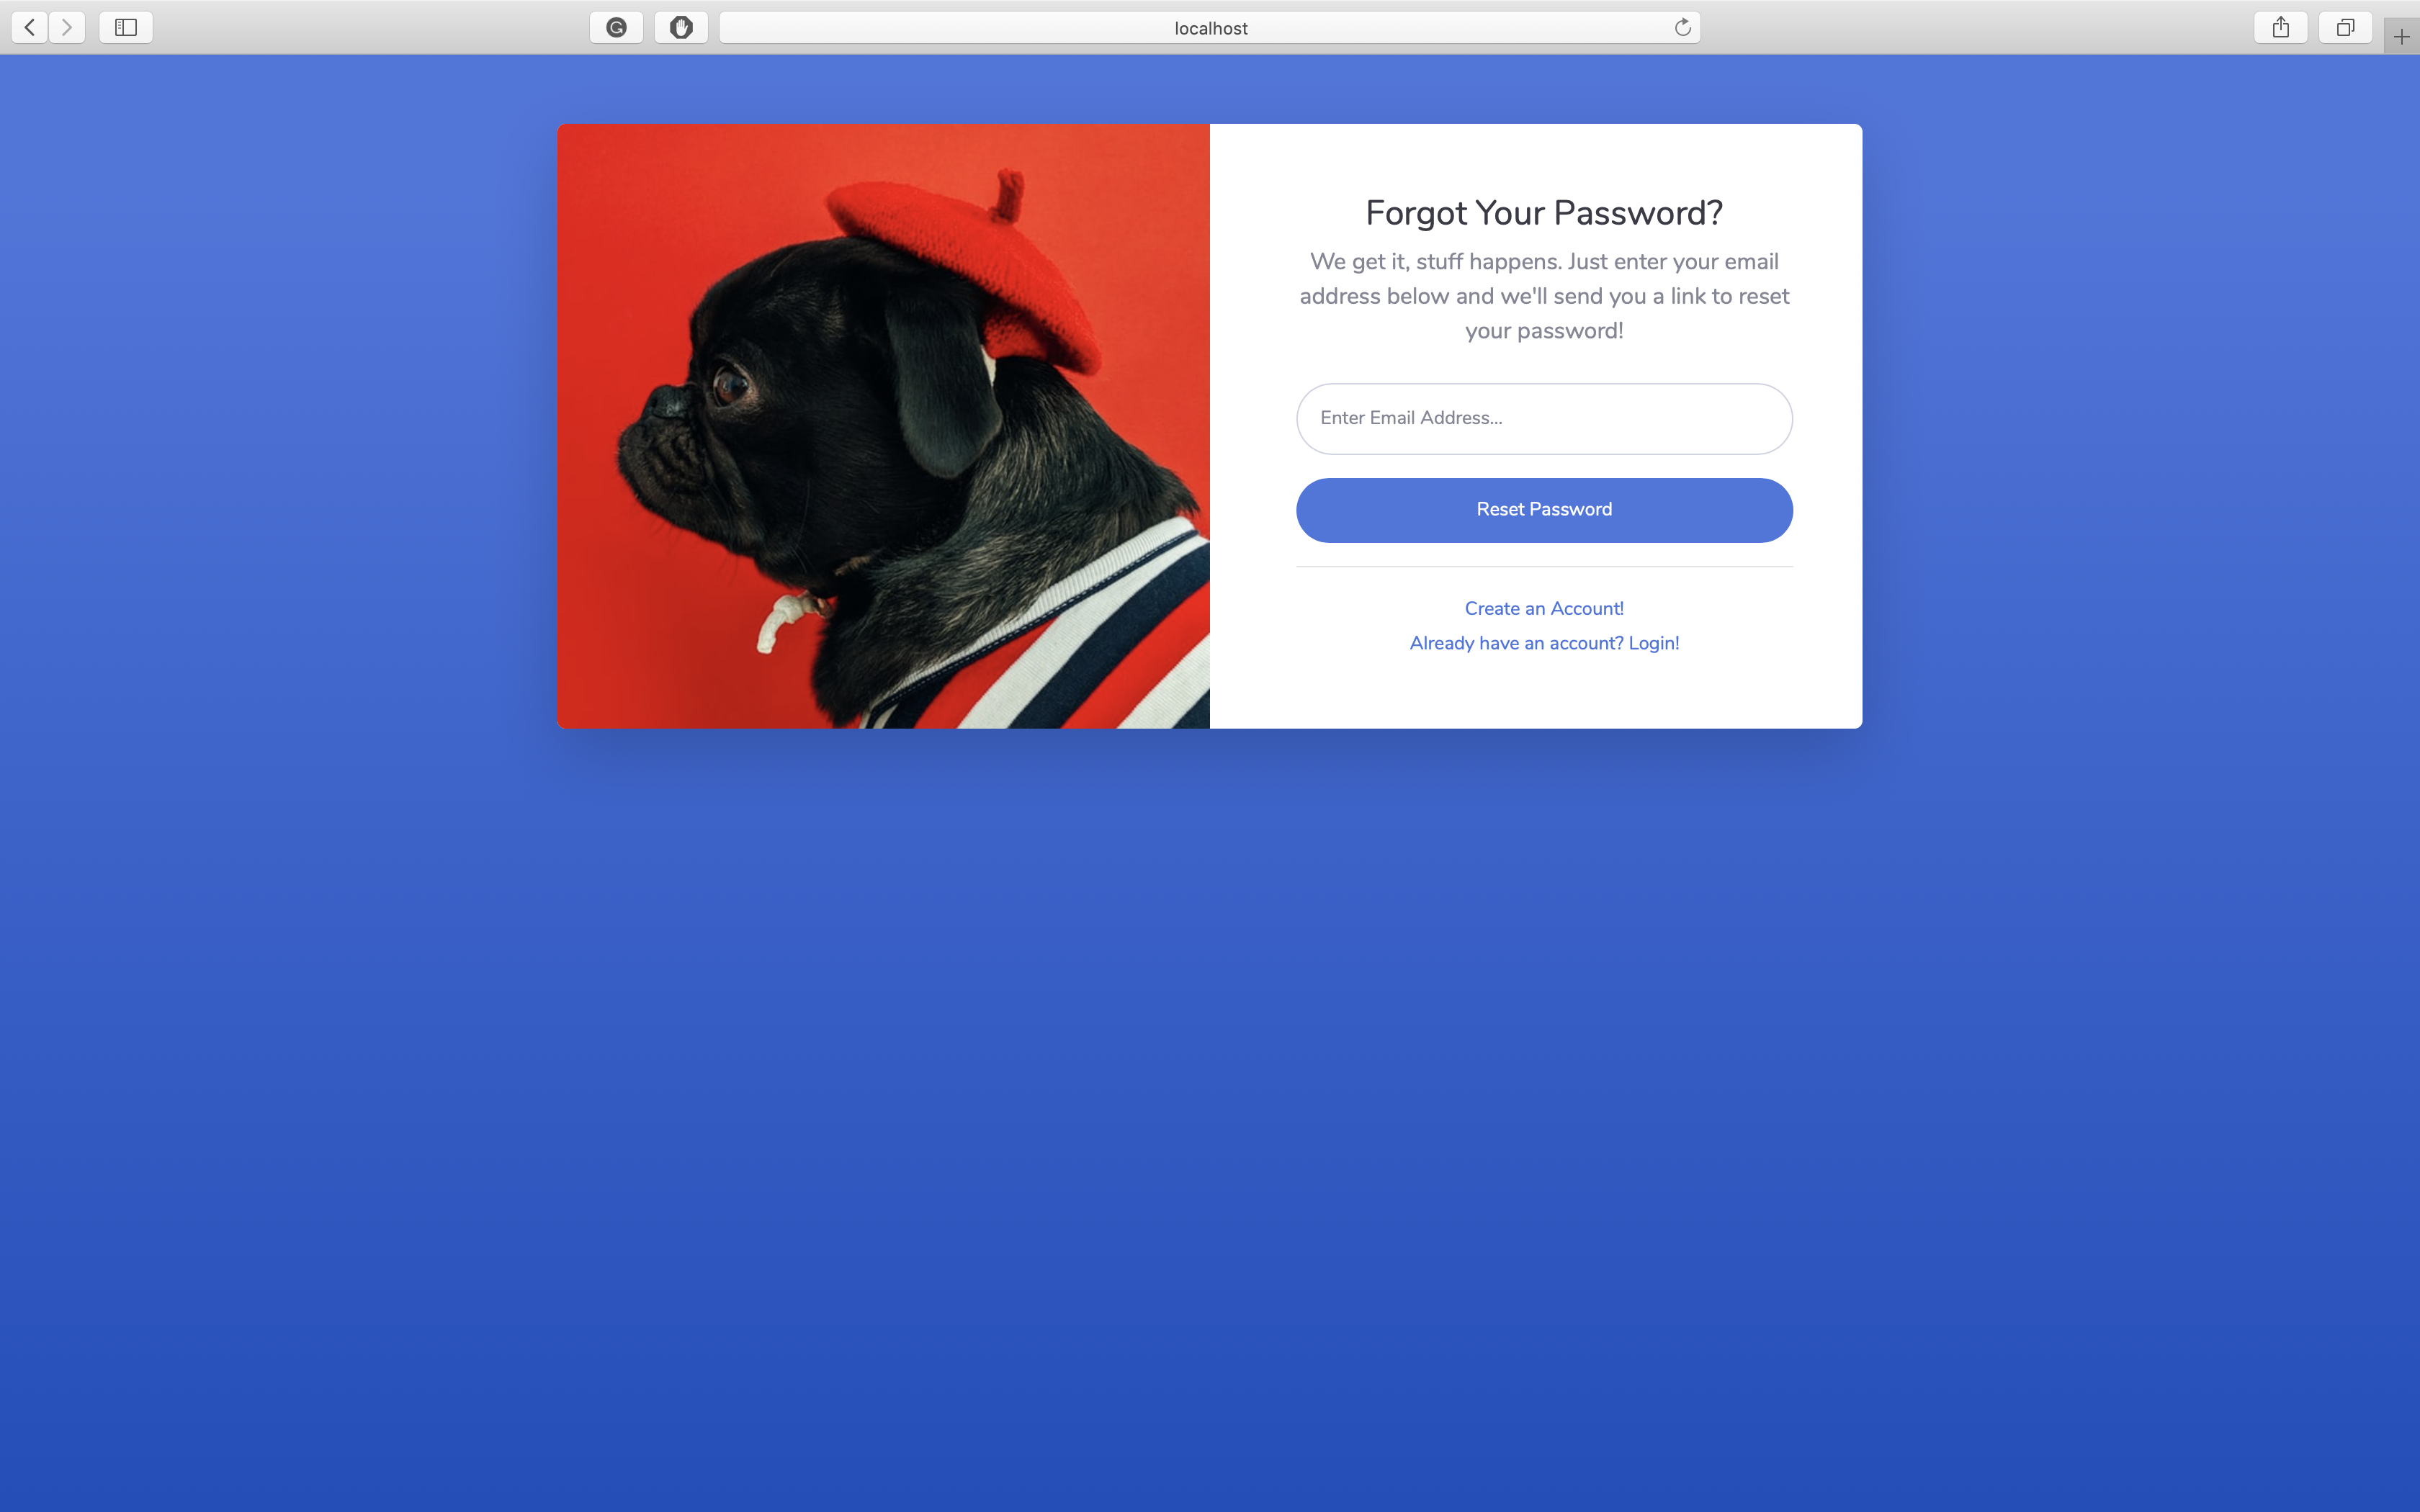 localhost
Forgot Your Password?
We get it, stuff happens. Just enter your email
address below and we'll send you a link to reset
your password!
Enter Email Address...
Reset Password
Create an Account!
Already have an account? Login!